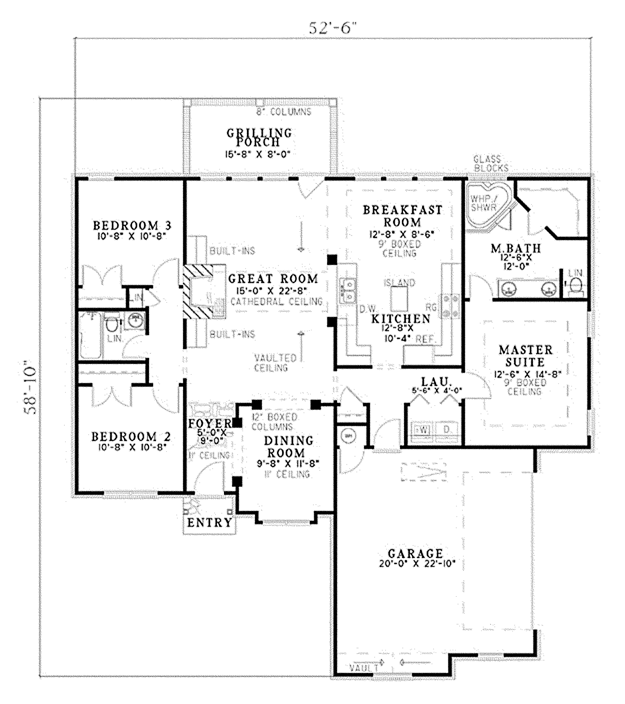 52'-6"
8" COLUMNS
GRILLING
PORCH
15'-8" X 8'-0"
GLASS
BLOCKS
WHP./
SHWR
BEDROOM 3
10'-8" X 10'-8"
BREAKFAST
ROOM
12'-8" X 8'-6"
9' BOXED
CEILING
M.BATH
12'-6"X
12'-0"
LIN
BUILT-INS
GREAT ROOM
15'-0" X 22'-8"
CATHEDRAL CEILING
ISLAND
D.W.
RG
KITCHEN
12'-8"X
10'-4"
REF.
LIN
LIN.
BUILT-INS
VAULTED
CEILING
MASTER
SUITE
12'-6" X 14'-8"
9' BOXED
CEILING
LAU.
5'-6" X 4'-0"
58'-10"
FOYER
5'-0"X
9'-0"
11' CEILING
12" BOXED
COLUMNS
DINING
ROOM
9'-8" X 11'-8"
11' CEILING
W
D
BEDROOM 2
10'-8" X 10'-8"
ENTRY
GARAGE
20'-0" X 22'-10"
VAULT